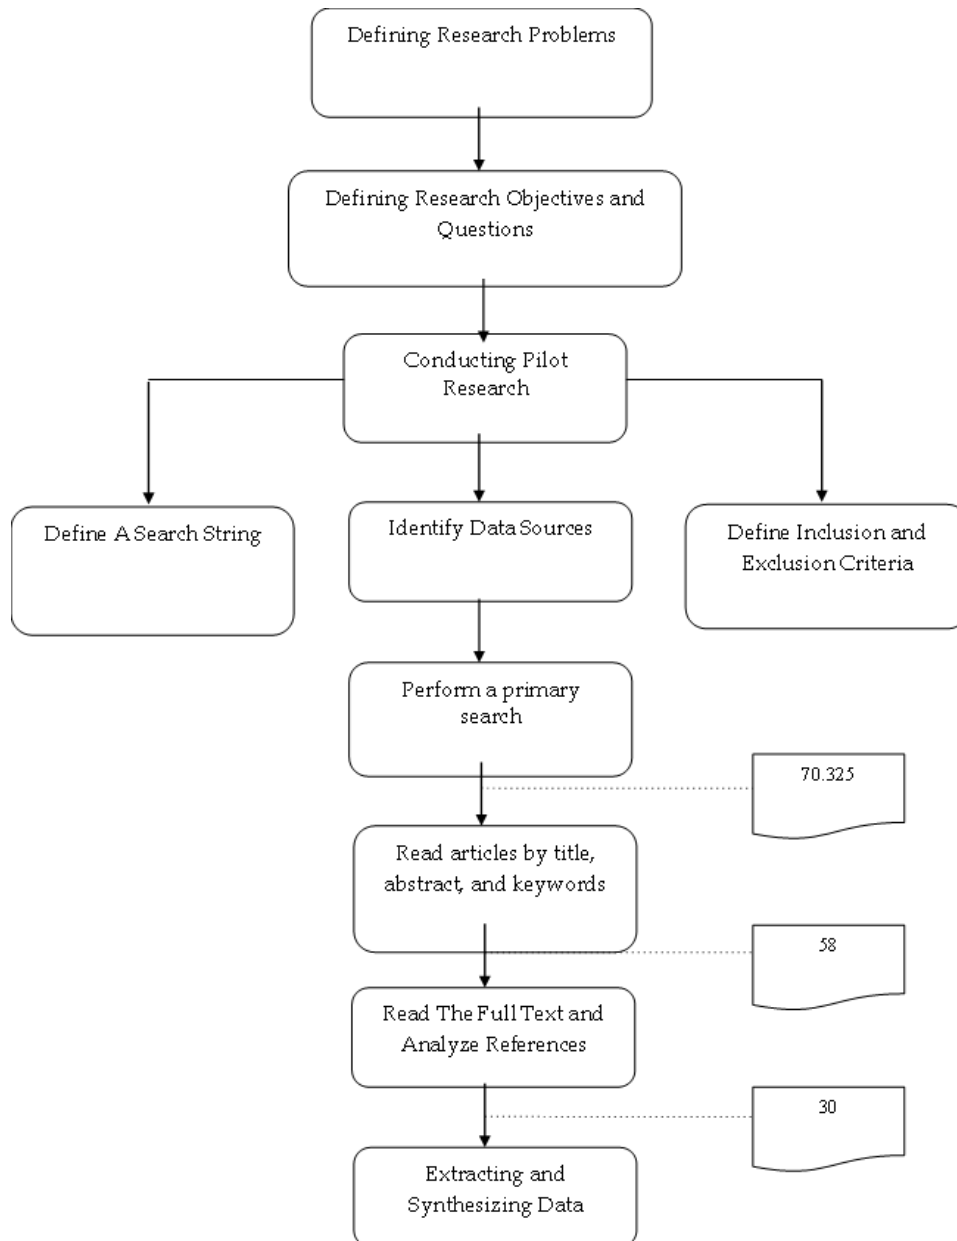 Defining Research Problems
Defining Research Objectives and
Questions
Conducting Pilot
Research
Define A Search String
Identify Data Sources
Define Inclusion and
Exclusion Criteria
Perform a primary
search
70.325
Read articles by title,
abstract, and keywords
58
Read The Full Text and
Analyze References
30
Extracting and
Synthesizing Data